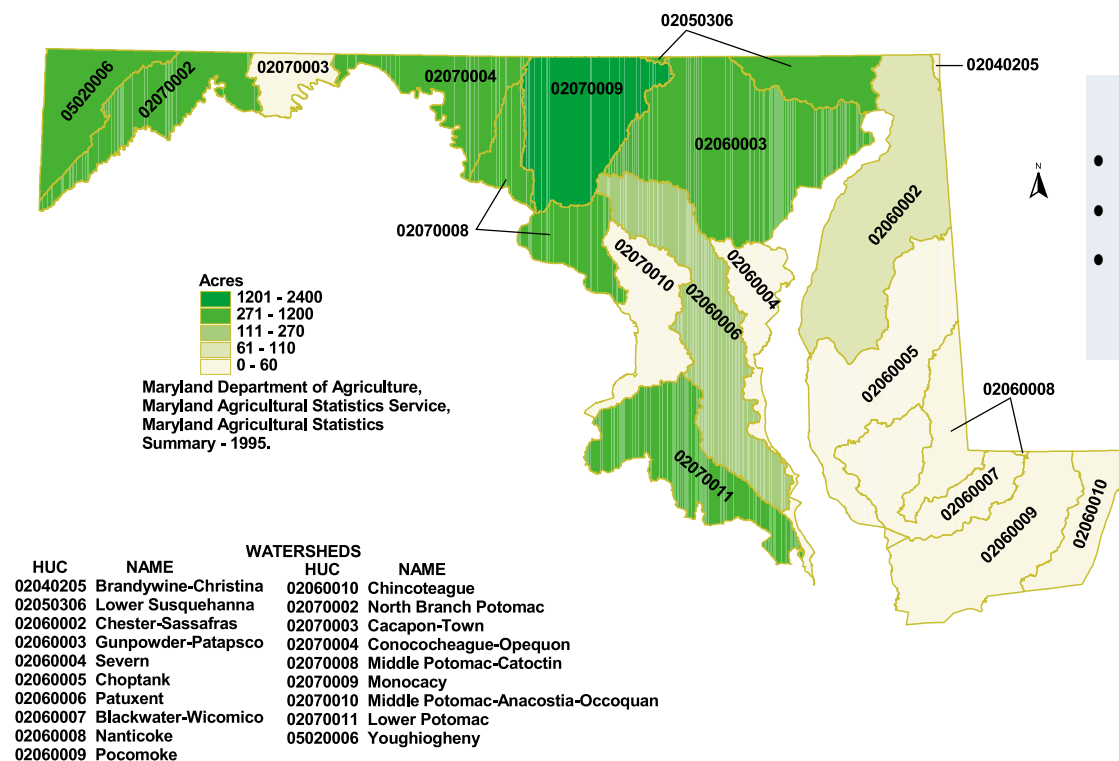 02050306
02040205
05020006
02070002
02070003
02070004
02070009
02060003
02060002
N
02070008
02070010
02060004
02060006
02060005
02060008
02070011
02060007
02060009
02060010
Acres
1201 - 2400
271 - 1200
111 - 270
61 - 110
0 - 60
Maryland Department of Agriculture,
Maryland Agricultural Statistics Service,
Maryland Agricultural Statistics
Summary - 1995.
WATERSHEDS
HUC NAME
02040205 Brandywine-Christina
02050306 Lower Susquehanna
02060002 Chester-Sassafras
02060003 Gunpowder-Patapsco
02060004 Severn
02060005 Choptank
02060006 Patuxent
02060007 Blackwater-Wicomico
02060008 Nanticoke
02060009 Pocomoke
HUC NAME
02060010 Chincoteague
02070002 North Branch Potomac
02070003 Cacapon-Town
02070004 Conococheague-Opequon
02070008 Middle Potomac-Catoctin
02070009 Monocacy
02070010 Middle Potomac-Anacostia-Occoquan
02070011 Lower Potomac
05020006 Youghiogheny